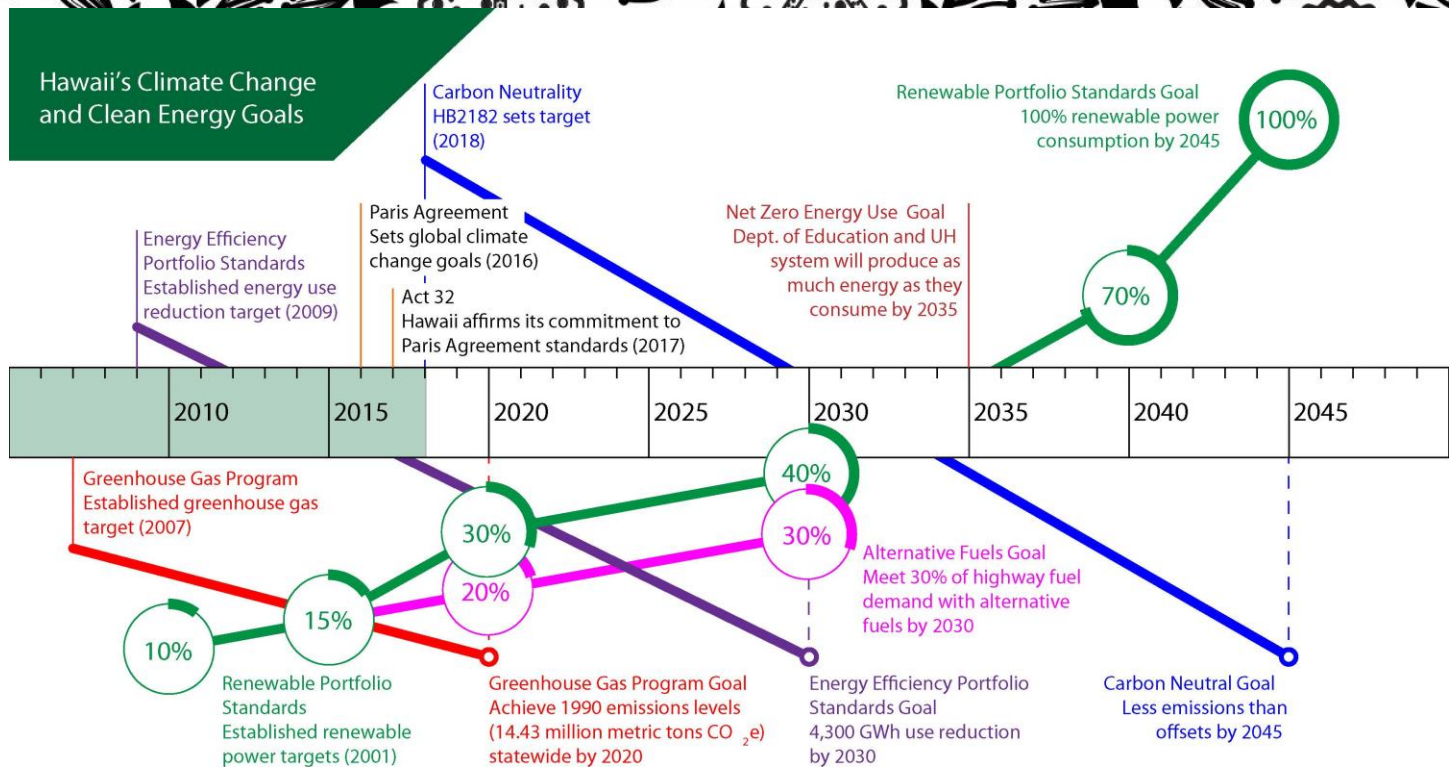 Hawaii's Climate Change
and Clean Energy Goals
Carbon Neutrality
HB2182 sets target
(2018)
Renewable Portfolio Standards Goal
100% renewable power
consumption by 2045
100%
Energy Efficiency
Portfolio Standards
Established energy use
reduction target (2009)
Paris Agreement
Sets global climate
change goals (2016)
Act 32
Hawaii affirms its commitment to
Paris Agreement standards (2017)
Net Zero Energy Use Goal
Dept. of Education and UH
system will produce as
much energy as they
consume by 2035
70%
2010
2015
2020
2025
2030
2035
2040
2045
Greenhouse Gas Program
Established greenhouse gas
target (2007)
10%
15%
30%
20%
40%
30%
Alternative Fuels Goal
Meet 30% of highway fuel
demand with alternative
fuels by 2030
Renewable Portfolio
Standards
Established renewable
power targets (2001)
Greenhouse Gas Program Goal
Achieve 1990 emissions levels
(14.43 million metric tons CO₂e)
statewide by 2020
Energy Efficiency Portfolio
Standards Goal
4,300 GWh use reduction
by 2030
Carbon Neutral Goal
Less emissions than
offsets by 2045